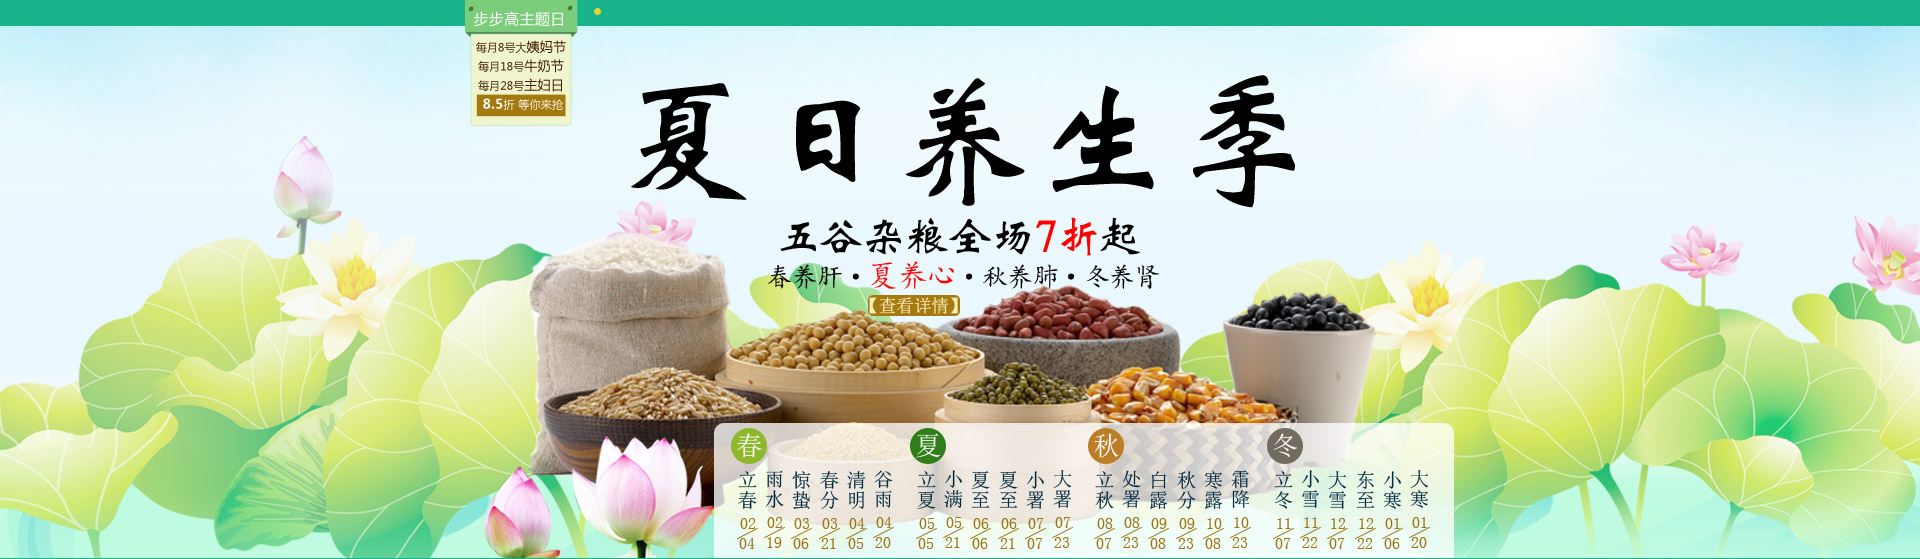 步步高主题日
每月8号大姨妈节
每月18号牛奶节
每月28号主妇日
8.5折 等你来抢
夏日养生季
五谷杂粮全场7折起
春养肝·夏养心·秋养肺·冬养肾
【查看详情】
春
立春 雨水 惊蛰 春分 清明 谷雨
02/04 02/19 03/06 03/21 04/05 04/20
夏
立夏 小满 夏至 夏至 小署 大署
05/05 05/21 06/06 06/21 07/07 07/23
秋
立秋 处署 白露 秋分 寒露 霜降
08/07 08/23 09/08 09/23 10/08 10/23
冬
立冬 小雪 大雪 东至 小寒 大寒
11/07 11/22 12/07 12/22 01/06 01/20